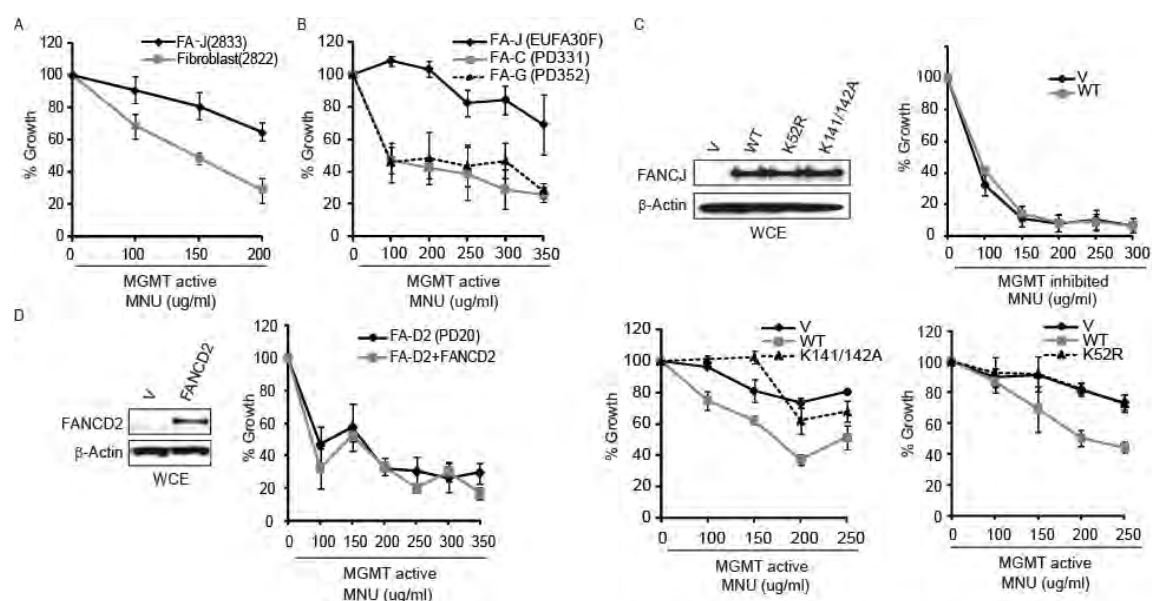 A
120
100
80
60
40
20
0
% Growth
FA-J(2833)
Fibroblast(2822)
0 100 150 200
MGMT active
MNU (ug/ml)
B
120
100
80
60
40
20
0
% Growth
FA-J (EUFA30F)
FA-C (PD331)
FA-G (PD352)
0 100 200 250 300 350
MGMT active
MNU (ug/ml)
C
V WT K52R K141/142A
FANCJ
β-Actin
WCE
120
100
80
60
40
20
0
% Growth
V
WT
0 100 150 200 250 300
MGMT inhibited
MNU (ug/ml)
D
V FANCD2
FANCD2
β-Actin
WCE
120
100
80
60
40
20
0
% Growth
FA-D2 (PD20)
FA-D2+FANCD2
0 100 150 200 250 300 350
MGMT active
MNU (ug/ml)
120
100
80
60
40
20
0
% Growth
V
WT
K141/142A
0 100 150 200 250
MGMT active
MNU (ug/ml)
120
100
80
60
40
20
0
% Growth
V
WT
K52R
0 100 150 200 250
MGMT active
MNU (ug/ml)